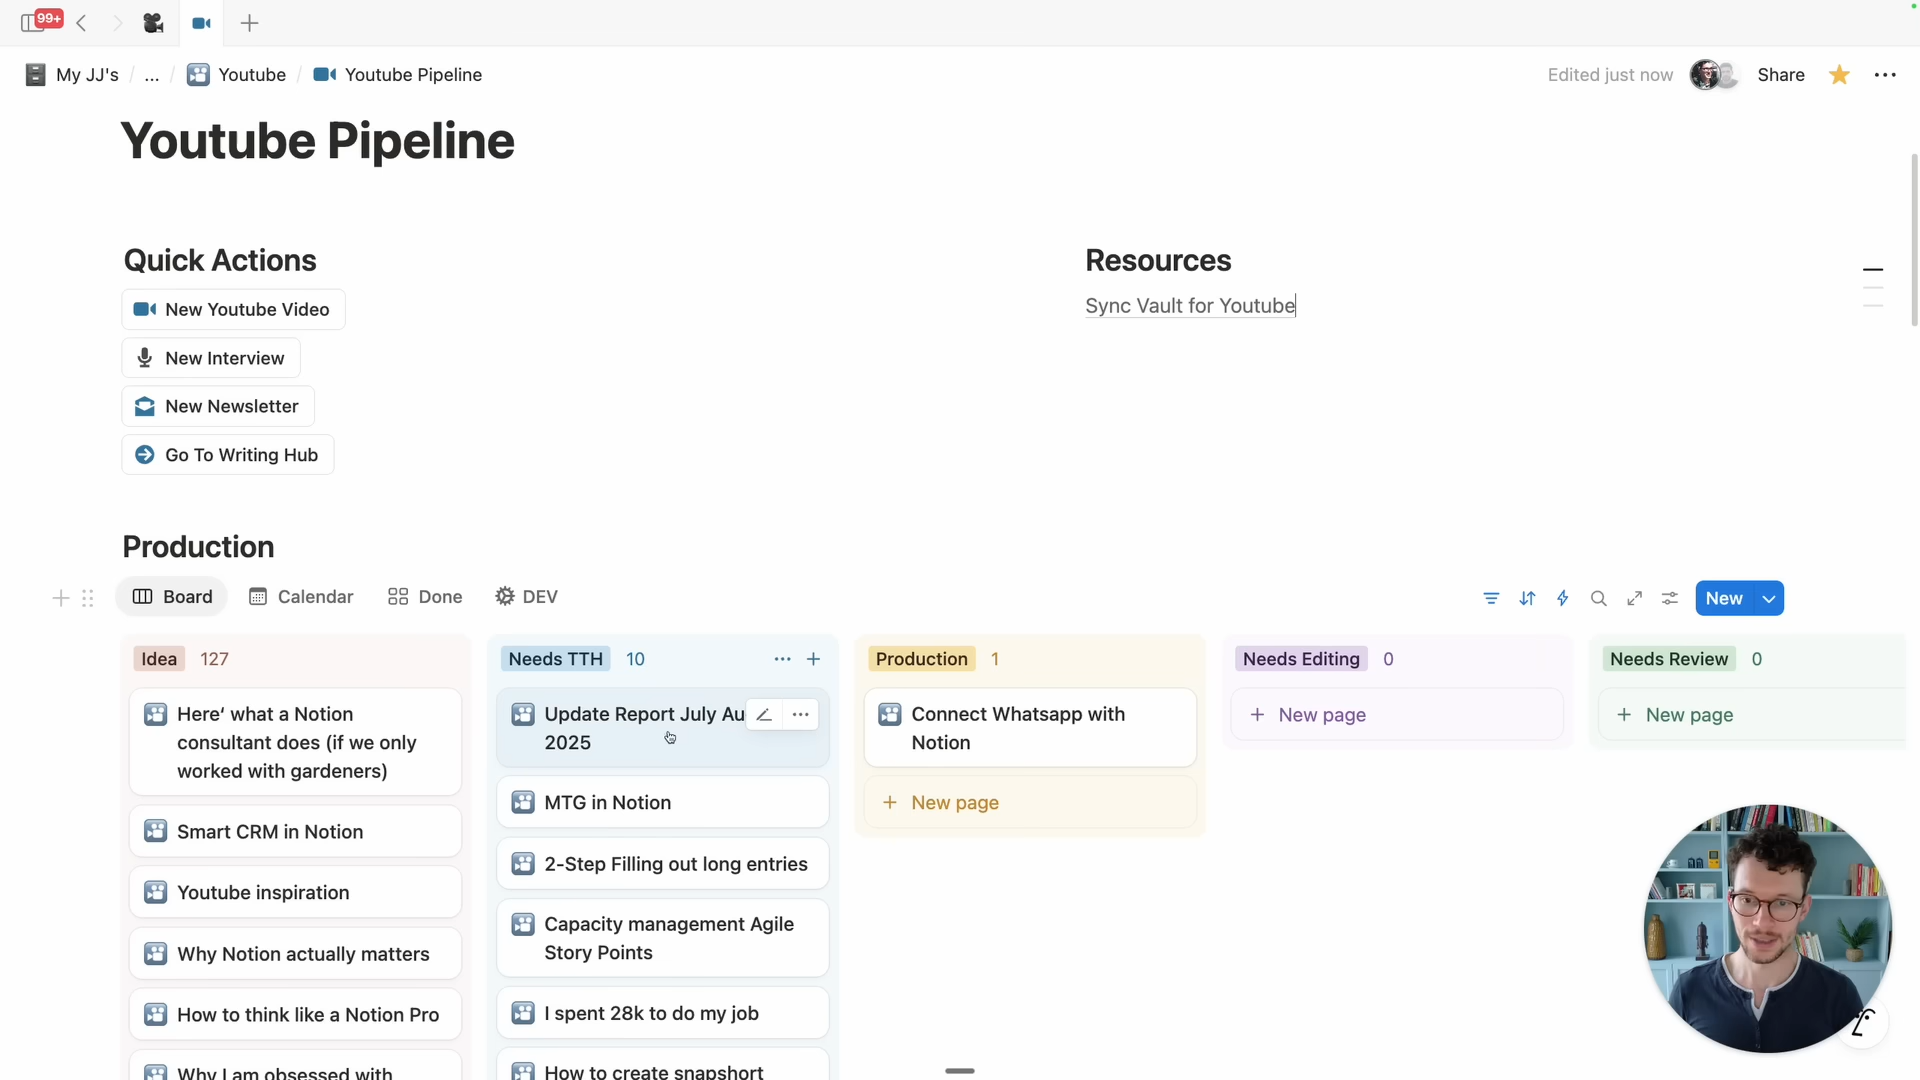 99+
My JJ's / ... / Youtube / Youtube Pipeline
Edited just now
Share
Youtube Pipeline
Quick Actions
New Youtube Video
New Interview
New Newsletter
Go To Writing Hub
Resources
Sync Vault for Youtube
Production
Board
Calendar
Done
DEV
New
Idea 127
Here‘ what a Notion
consultant does (if we only
worked with gardeners)
Smart CRM in Notion
Youtube inspiration
Why Notion actually matters
How to think like a Notion Pro
Why I am obsessed with
Needs TTH 10
Update Report July Au
2025
MTG in Notion
2-Step Filling out long entries
Capacity management Agile
Story Points
I spent 28k to do my job
How to create snapshort
Production 1
Connect Whatsapp with
Notion
New page
Needs Editing 0
New page
Needs Review 0
New page